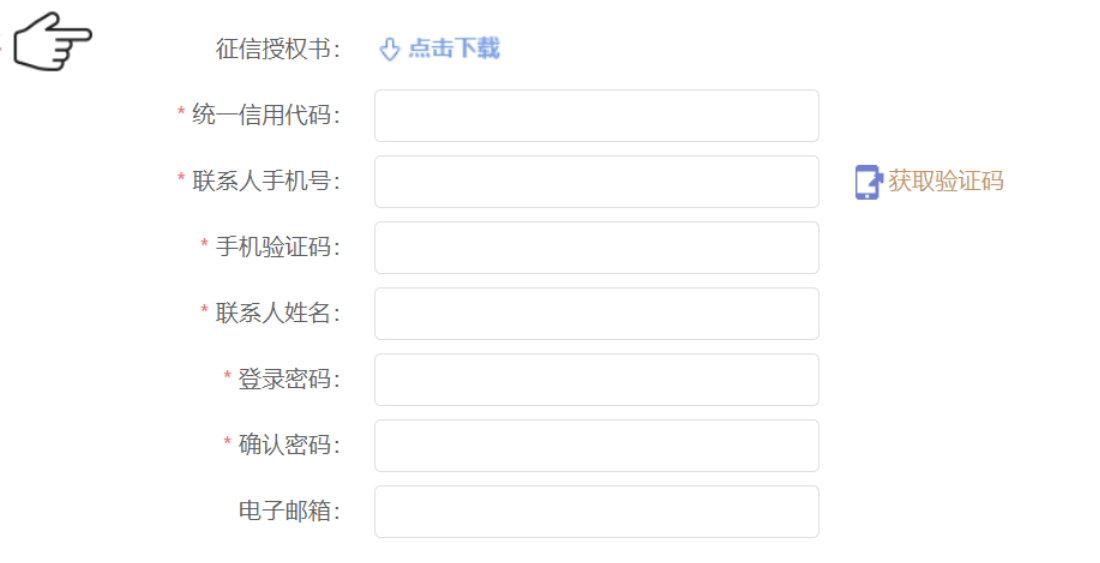 征信授权书： 点击下载
* 统一信用代码：
* 联系人手机号： 获取验证码
* 手机验证码：
* 联系人姓名：
* 登录密码：
* 确认密码：
电子邮箱：